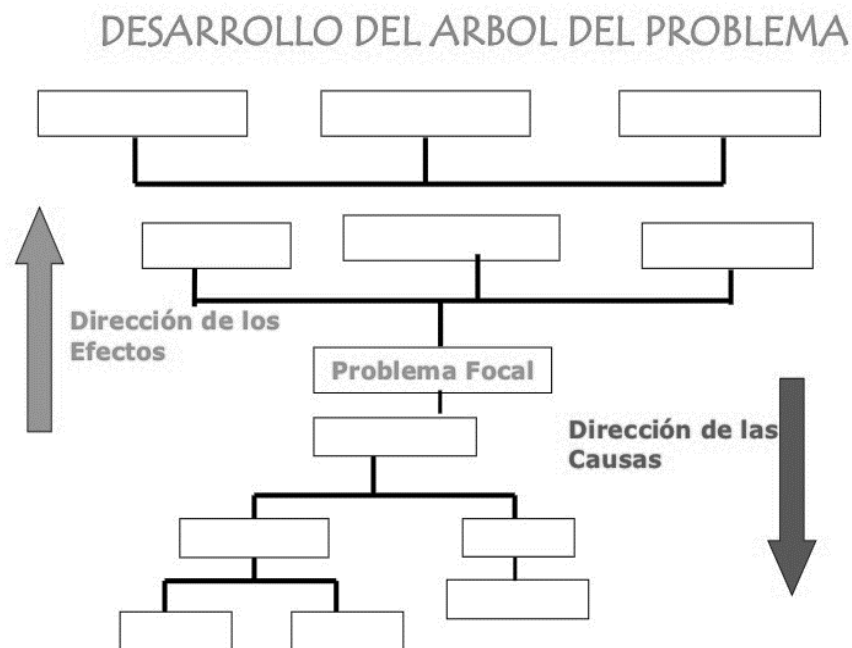 DESARROLLO DEL ARBOL DEL PROBLEMA
Dirección de los
Efectos
Problema Focal
Dirección de las
Causas